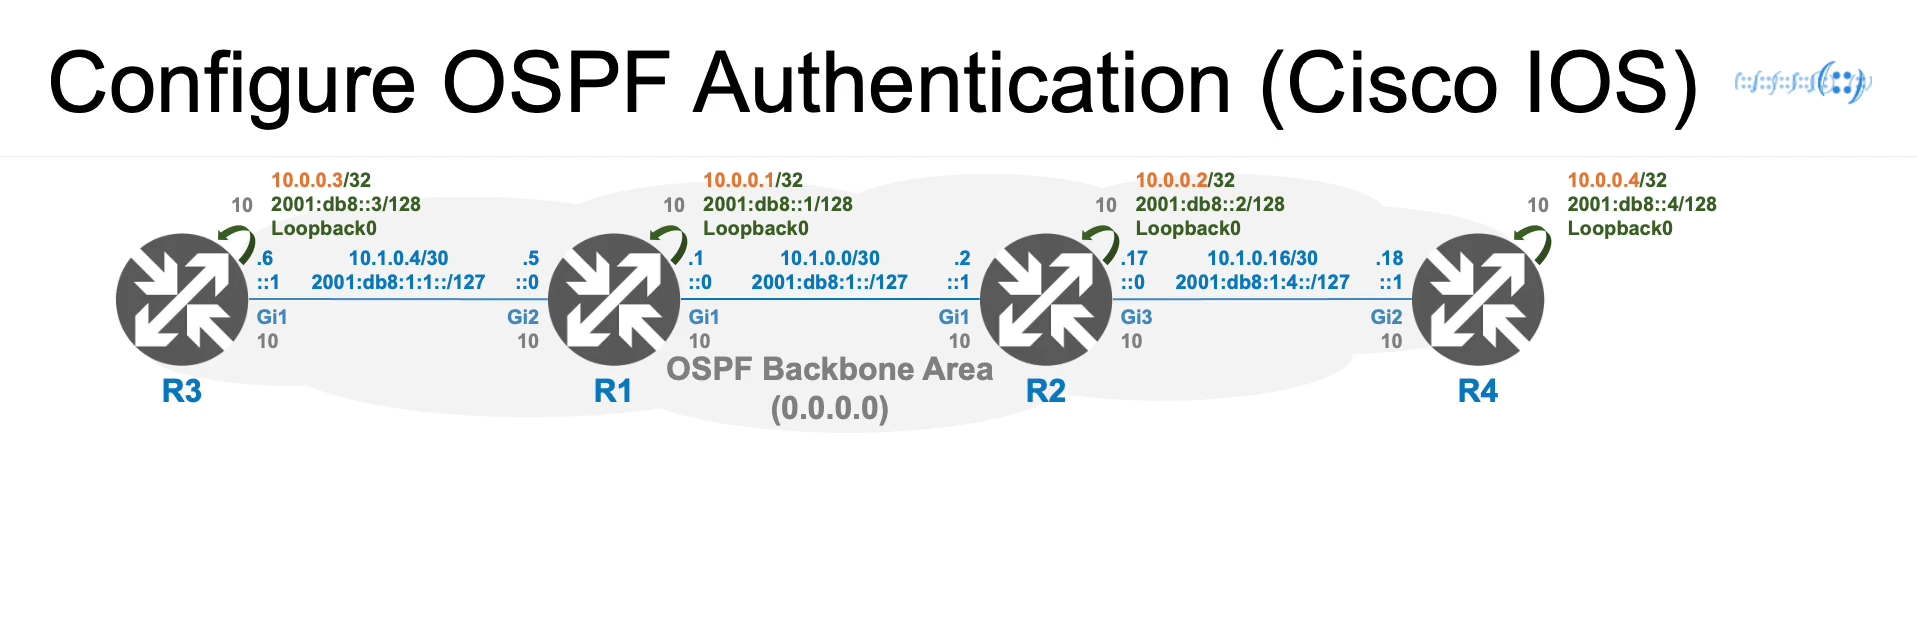 Configure OSPF Authentication (Cisco IOS)
10.0.0.3/32
10 2001:db8::3/128
Loopback0
10.0.0.1/32
10 2001:db8::1/128
Loopback0
10.0.0.2/32
10 2001:db8::2/128
Loopback0
10.0.0.4/32
10 2001:db8::4/128
Loopback0
.6 10.1.0.4/30 .5
::1 2001:db8:1:1::/127 ::0
Gi1 Gi2
10 10
.1 10.1.0.0/30 .2
::0 2001:db8:1::/127 ::1
Gi1 Gi1
10 10
.17 10.1.0.16/30 .18
::0 2001:db8:1:4::/127 ::1
Gi3 Gi2
10 10
OSPF Backbone Area
(0.0.0.0)
R3
R1
R2
R4